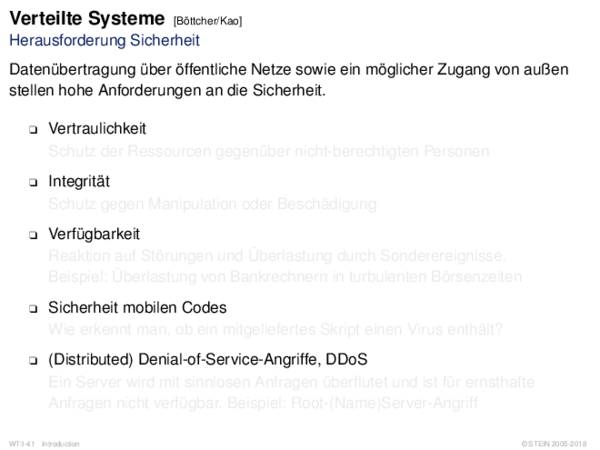 Verteilte Systeme [Böttcher/Kao]
Herausforderung Sicherheit
Datenübertragung über öffentliche Netze sowie ein möglicher Zugang von außen
stellen hohe Anforderungen an die Sicherheit.
❑ Vertraulichkeit
Schutz der Ressourcen gegenüber nicht-berechtigten Personen
❑ Integrität
Schutz gegen Manipulation oder Beschädigung
❑ Verfügbarkeit
Reaktion auf Störungen und Überlastung durch Sonderereignisse.
Beispiel: Überlastung von Bankrechnern in turbulenten Börsenzeiten
❑ Sicherheit mobilen Codes
Wie erkennt man, ob ein mitgeliefertes Skript einen Virus enthält?
❑ (Distributed) Denial-of-Service-Angriffe, DDoS
Ein Server wird mit sinnlosen Anfragen überflutet und ist für ernsthafte
Anfragen nicht verfügbar. Beispiel: Root-(Name)Server-Angriff
WT:I-41 Introduction © STEIN 2005-2018